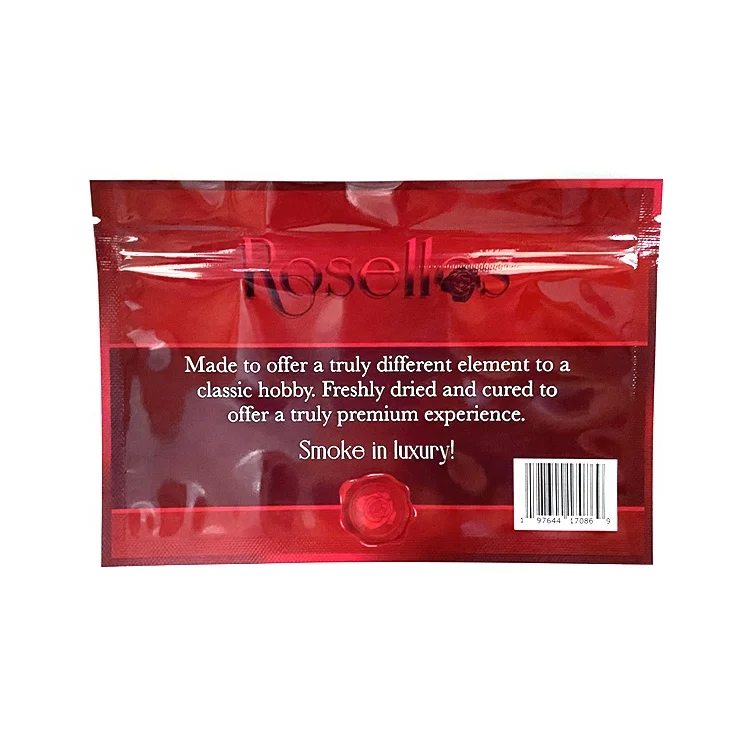 Rosellos
Made to offer a truly different element to a
classic hobby. Freshly dried and cured to
offer a truly premium experience.
Smoke in luxury!
1 97644 17086 9